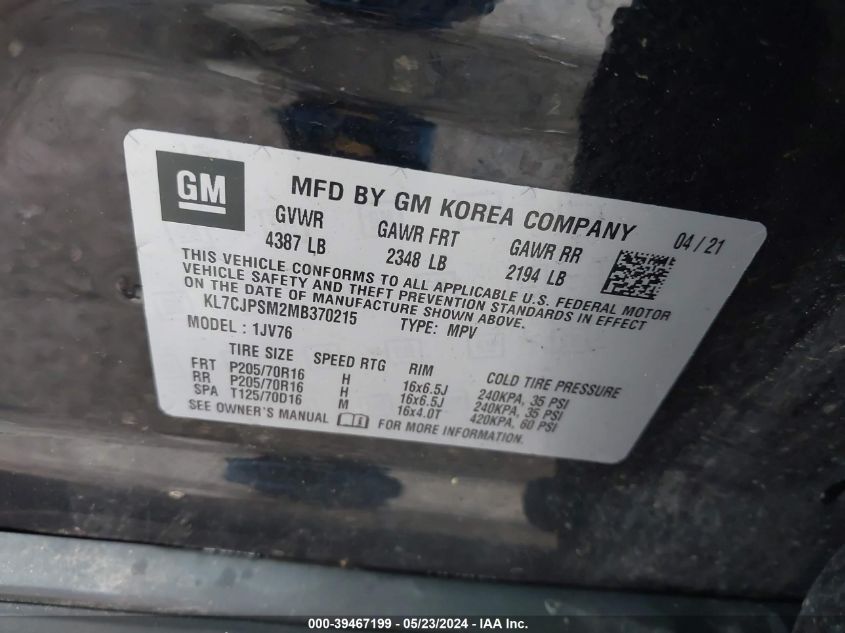 GM
MFD BY GM KOREA COMPANY 04/21
GVWR GAWR FRT GAWR RR
4387 LB 2348 LB 2194 LB
THIS VEHICLE CONFORMS TO ALL APPLICABLE U.S. FEDERAL MOTOR
VEHICLE SAFETY AND THEFT PREVENTION STANDARDS IN EFFECT
ON THE DATE OF MANUFACTURE SHOWN ABOVE.
KL7CJPSM2MB370215 TYPE: MPV
MODEL : 1JV76
TIRE SIZE SPEED RTG RIM COLD TIRE PRESSURE
FRT P205/70R16 H 16x6.5J 240KPA, 35 PSI
RR P205/70R16 H 16x6.5J 240KPA, 35 PSI
SPA T125/70D16 M 16x4.0T 420KPA, 60 PSI
SEE OWNER'S MANUAL FOR MORE INFORMATION.
000-39467199 - 05/23/2024 - IAA Inc.